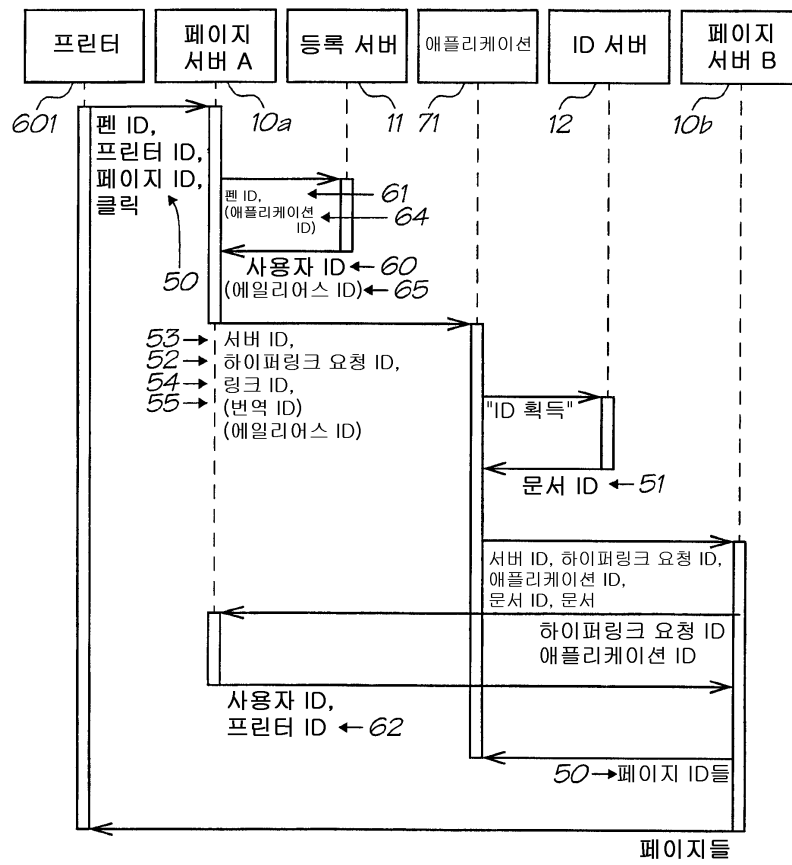 프린터
페이지
서버 A
등록 서버
애플리케이션
ID 서버
페이지
서버 B
601
10a
11
71
12
10b
펜 ID,
프린터 ID,
페이지 ID,
클릭
50
펜 ID,
(애플리케이션
ID)
61
64
사용자 ID
60
(에일리어스 ID)
65
53
서버 ID,
52
하이퍼링크 요청 ID,
54
링크 ID,
55
(번역 ID)
(에일리어스 ID)
"ID 획득"
문서 ID
51
서버 ID, 하이퍼링크 요청 ID,
애플리케이션 ID,
문서 ID, 문서
하이퍼링크 요청 ID
애플리케이션 ID
사용자 ID,
프린터 ID
62
50
페이지 ID들
페이지들